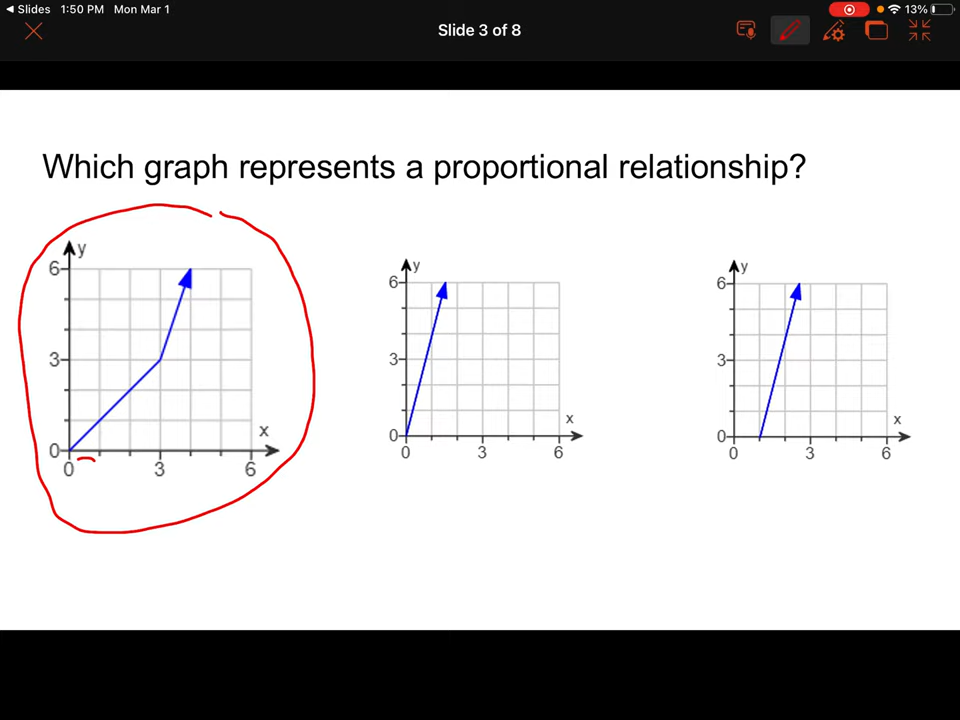 Slides 1:50 PM Mon Mar 1 13%
Slide 3 of 8
Which graph represents a proportional relationship?
y
6
3
0
x
0 3 6
y
6
3
0
x
0 3 6
y
6
3
0
x
0 3 6